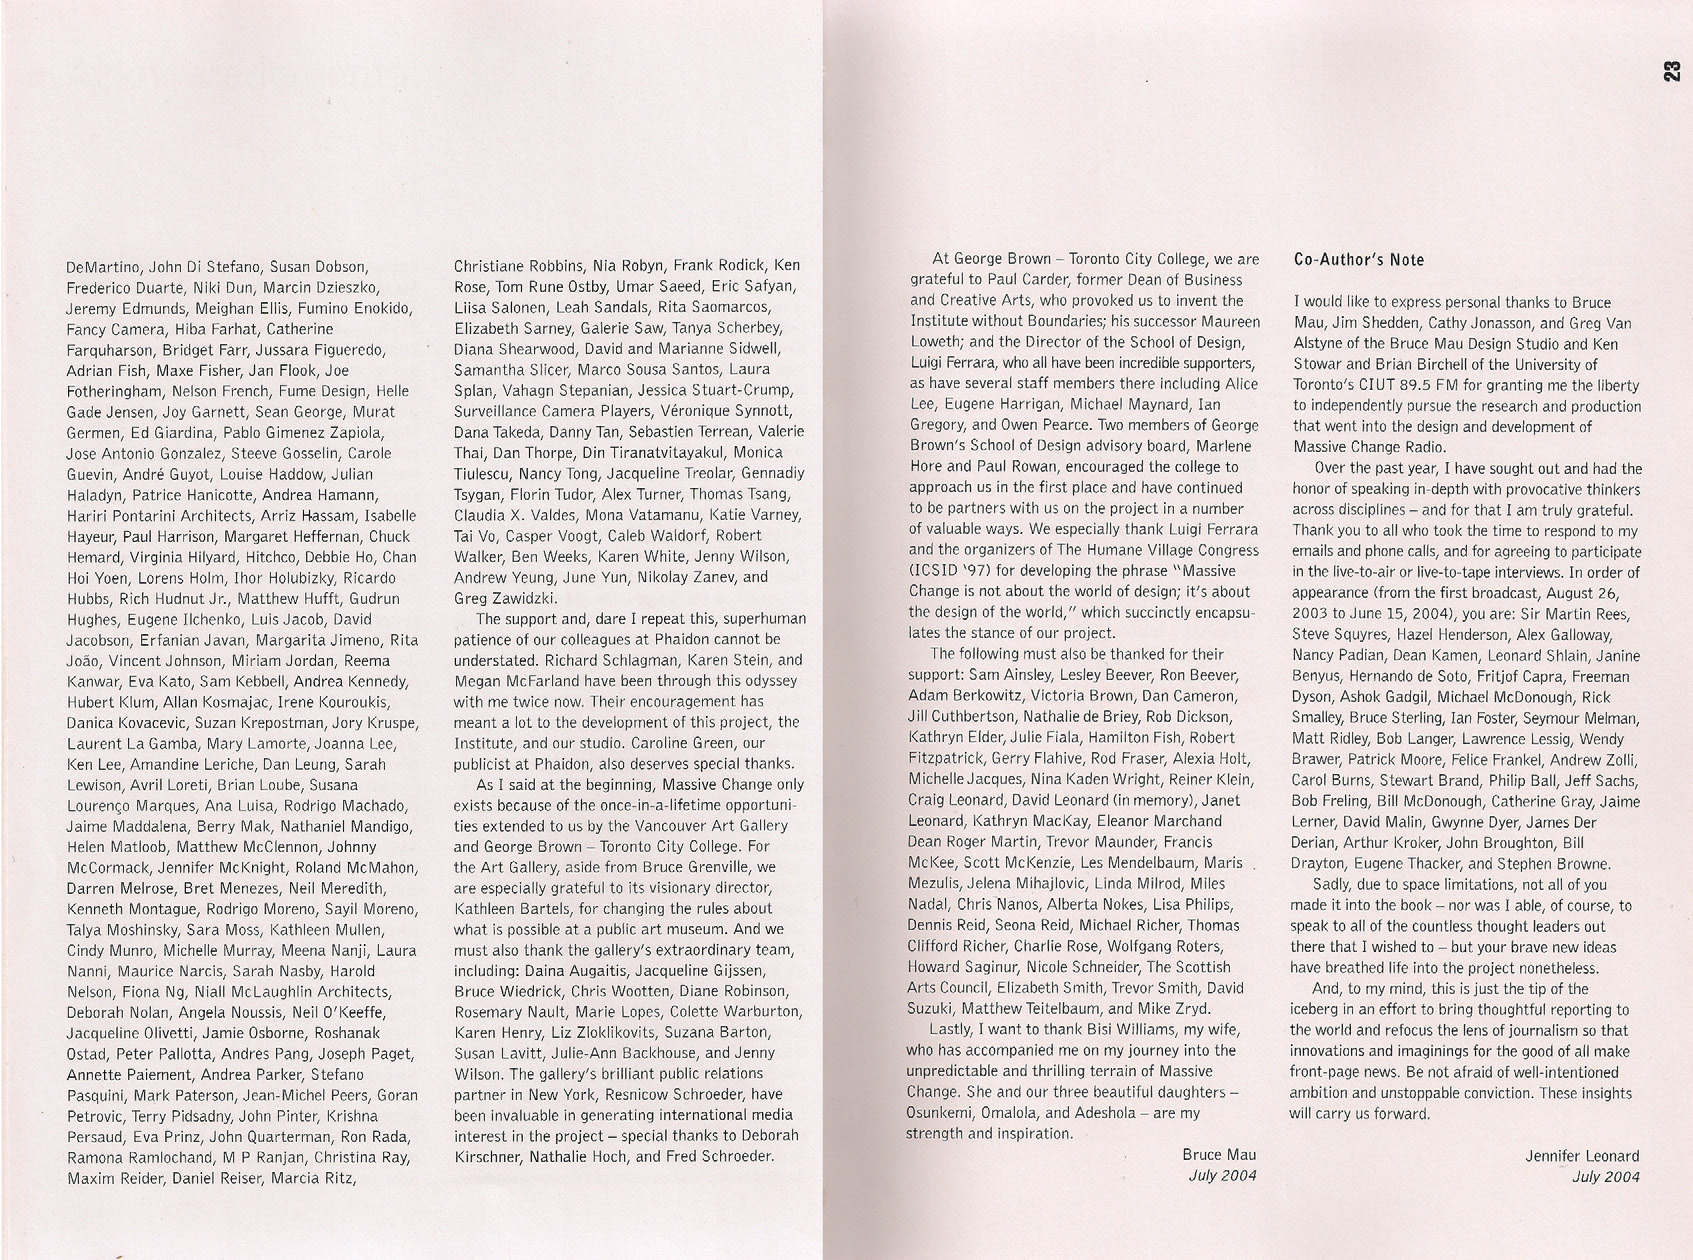 DeMartino, John Di Stefano, Susan Dobson,
Frederico Duarte, Niki Dun, Marcin Dzieszko,
Jeremy Edmunds, Meighan Ellis, Fumino Enokido,
Fancy Camera, Hiba Farhat, Catherine
Farquharson, Bridget Farr, Jussara Figueredo,
Adrian Fish, Maxe Fisher, Jan Flook, Joe
Fotheringham, Nelson French, Fume Design, Helle
Gade Jensen, Joy Garnett, Sean George, Murat
Germen, Ed Giardina, Pablo Gimenez Zapiola,
Jose Antonio Gonzalez, Steeve Gosselin, Carole
Guevin, André Guyot, Louise Haddow, Julian
Haladyn, Patrice Hanicotte, Andrea Hamann,
Hariri Pontarini Architects, Arriz Hassam, Isabelle
Hayeur, Paul Harrison, Margaret Heffernan, Chuck
Hemard, Virginia Hilyard, Hitchco, Debbie Ho, Chan
Hoi Yoen, Lorens Holm, Ihor Holubizky, Ricardo
Hubbs, Rich Hudnut Jr., Matthew Hufft, Gudrun
Hughes, Eugene Ilchenko, Luis Jacob, David
Jacobson, Erfanian Javan, Margarita Jimeno, Rita
João, Vincent Johnson, Miriam Jordan, Reema
Kanwar, Eva Kato, Sam Kebbell, Andrea Kennedy,
Hubert Klum, Allan Kosmajac, Irene Kouroukis,
Danica Kovacevic, Suzan Krepostman, Jory Kruspe,
Laurent La Gamba, Mary Lamorte, Joanna Lee,
Ken Lee, Amandine Leriche, Dan Leung, Sarah
Lewison, Avril Loreti, Brian Loube, Susana
Lourenço Marques, Ana Luisa, Rodrigo Machado,
Jaime Maddalena, Berry Mak, Nathaniel Mandigo,
Helen Matloob, Matthew McClennon, Johnny
McCormack, Jennifer McKnight, Roland McMahon,
Darren Melrose, Bret Menezes, Neil Meredith,
Kenneth Montague, Rodrigo Moreno, Sayil Moreno,
Talya Moshinsky, Sara Moss, Kathleen Mullen,
Cindy Munro, Michelle Murray, Meena Nanji, Laura
Nanni, Maurice Narcis, Sarah Nasby, Harold
Nelson, Fiona Ng, Niall McLaughlin Architects,
Deborah Nolan, Angela Noussis, Neil O'Keeffe,
Jacqueline Olivetti, Jamie Osborne, Roshanak
Ostad, Peter Pallotta, Andres Pang, Joseph Paget,
Annette Paiement, Andrea Parker, Stefano
Pasquini, Mark Paterson, Jean-Michel Peers, Goran
Petrovic, Terry Pidsadny, John Pinter, Krishna
Persaud, Eva Prinz, John Quarterman, Ron Rada,
Ramona Ramlochand, M P Ranjan, Christina Ray,
Maxim Reider, Daniel Reiser, Marcia Ritz,
Christiane Robbins, Nia Robyn, Frank Rodick, Ken
Rose, Tom Rune Ostby, Umar Saeed, Eric Safyan,
Liisa Salonen, Leah Sandals, Rita Saomarcos,
Elizabeth Sarney, Galerie Saw, Tanya Scherbey,
Diana Shearwood, David and Marianne Sidwell,
Samantha Slicer, Marco Sousa Santos, Laura
Splan, Vahagn Stepanian, Jessica Stuart-Crump,
Surveillance Camera Players, Véronique Synnott,
Dana Takeda, Danny Tan, Sebastien Terrean, Valerie
Thai, Dan Thorpe, Din Tiranatvitayakul, Monica
Tiulescu, Nancy Tong, Jacqueline Treolar, Gennadiy
Tsygan, Florin Tudor, Alex Turner, Thomas Tsang,
Claudia X. Valdes, Mona Vatamanu, Katie Varney,
Tai Vo, Casper Voogt, Caleb Waldorf, Robert
Walker, Ben Weeks, Karen White, Jenny Wilson,
Andrew Yeung, June Yun, Nikolay Zanev, and
Greg Zawidzki.
The support and, dare I repeat this, superhuman
patience of our colleagues at Phaidon cannot be
understated. Richard Schlagman, Karen Stein, and
Megan McFarland have been through this odyssey
with me twice now. Their encouragement has
meant a lot to the development of this project, the
Institute, and our studio. Caroline Green, our
publicist at Phaidon, also deserves special thanks.
As I said at the beginning, Massive Change only
exists because of the once-in-a-lifetime opportuni-
ties extended to us by the Vancouver Art Gallery
and George Brown – Toronto City College. For
the Art Gallery, aside from Bruce Grenville, we
are especially grateful to its visionary director,
Kathleen Bartels, for changing the rules about
what is possible at a public art museum. And we
must also thank the gallery's extraordinary team,
including: Daina Augaitis, Jacqueline Gijssen,
Bruce Wiedrick, Chris Wootten, Diane Robinson,
Rosemary Nault, Marie Lopes, Colette Warburton,
Karen Henry, Liz Zloklikovits, Suzana Barton,
Susan Lavitt, Julie-Ann Backhouse, and Jenny
Wilson. The gallery's brilliant public relations
partner in New York, Resnicow Schroeder, have
been invaluable in generating international media
interest in the project – special thanks to Deborah
Kirschner, Nathalie Hoch, and Fred Schroeder.
23
At George Brown – Toronto City College, we are
grateful to Paul Carder, former Dean of Business
and Creative Arts, who provoked us to invent the
Institute without Boundaries; his successor Maureen
Loweth; and the Director of the School of Design,
Luigi Ferrara, who all have been incredible supporters,
as have several staff members there including Alice
Lee, Eugene Harrigan, Michael Maynard, Ian
Gregory, and Owen Pearce. Two members of George
Brown's School of Design advisory board, Marlene
Hore and Paul Rowan, encouraged the college to
approach us in the first place and have continued
to be partners with us on the project in a number
of valuable ways. We especially thank Luigi Ferrara
and the organizers of The Humane Village Congress
(ICSID '97) for developing the phrase "Massive
Change is not about the world of design; it's about
the design of the world," which succinctly encapsu-
lates the stance of our project.
The following must also be thanked for their
support: Sam Ainsley, Lesley Beever, Ron Beever,
Adam Berkowitz, Victoria Brown, Dan Cameron,
Jill Cuthbertson, Nathalie de Briey, Rob Dickson,
Kathryn Elder, Julie Fiala, Hamilton Fish, Robert
Fitzpatrick, Gerry Flahive, Rod Fraser, Alexia Holt,
Michelle Jacques, Nina Kaden Wright, Reiner Klein,
Craig Leonard, David Leonard (in memory), Janet
Leonard, Kathryn MacKay, Eleanor Marchand
Dean Roger Martin, Trevor Maunder, Francis
McKee, Scott McKenzie, Les Mendelbaum, Maris
Mezulis, Jelena Mihajlovic, Linda Milrod, Miles
Nadal, Chris Nanos, Alberta Nokes, Lisa Philips,
Dennis Reid, Seona Reid, Michael Richer, Thomas
Clifford Richer, Charlie Rose, Wolfgang Roters,
Howard Saginur, Nicole Schneider, The Scottish
Arts Council, Elizabeth Smith, Trevor Smith, David
Suzuki, Matthew Teitelbaum, and Mike Zryd.
Lastly, I want to thank Bisi Williams, my wife,
who has accompanied me on my journey into the
unpredictable and thrilling terrain of Massive
Change. She and our three beautiful daughters –
Osunkemi, Omalola, and Adeshola – are my
strength and inspiration.
Bruce Mau
July 2004
Co-Author's Note
I would like to express personal thanks to Bruce
Mau, Jim Shedden, Cathy Jonasson, and Greg Van
Alstyne of the Bruce Mau Design Studio and Ken
Stowar and Brian Birchell of the University of
Toronto's CIUT 89.5 FM for granting me the liberty
to independently pursue the research and production
that went into the design and development of
Massive Change Radio.
Over the past year, I have sought out and had the
honor of speaking in-depth with provocative thinkers
across disciplines – and for that I am truly grateful.
Thank you to all who took the time to respond to my
emails and phone calls, and for agreeing to participate
in the live-to-air or live-to-tape interviews. In order of
appearance (from the first broadcast, August 26,
2003 to June 15, 2004), you are: Sir Martin Rees,
Steve Squyres, Hazel Henderson, Alex Galloway,
Nancy Padian, Dean Kamen, Leonard Shlain, Janine
Benyus, Hernando de Soto, Fritjof Capra, Freeman
Dyson, Ashok Gadgil, Michael McDonough, Rick
Smalley, Bruce Sterling, Ian Foster, Seymour Melman,
Matt Ridley, Bob Langer, Lawrence Lessig, Wendy
Brawer, Patrick Moore, Felice Frankel, Andrew Zolli,
Carol Burns, Stewart Brand, Philip Ball, Jeff Sachs,
Bob Freling, Bill McDonough, Catherine Gray, Jaime
Lerner, David Malin, Gwynne Dyer, James Der
Derian, Arthur Kroker, John Broughton, Bill
Drayton, Eugene Thacker, and Stephen Browne.
Sadly, due to space limitations, not all of you
made it into the book – nor was I able, of course, to
speak to all of the countless thought leaders out
there that I wished to – but your brave new ideas
have breathed life into the project nonetheless.
And, to my mind, this is just the tip of the
iceberg in an effort to bring thoughtful reporting to
the world and refocus the lens of journalism so that
innovations and imaginings for the good of all make
front-page news. Be not afraid of well-intentioned
ambition and unstoppable conviction. These insights
will carry us forward.
Jennifer Leonard
July 2004